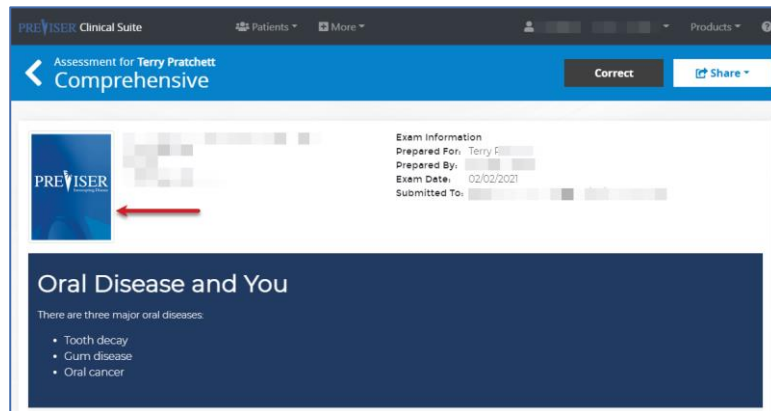 PREVISER Clinical Suite
Patients
More
Products
Assessment for Terry Pratchett
Comprehensive
Correct
Share
PREVISER
Exam Information
Prepared For: Terry
Prepared By:
Exam Date: 02/02/2021
Submitted To:
Oral Disease and You
There are three major oral diseases:
• Tooth decay
• Gum disease
• Oral cancer